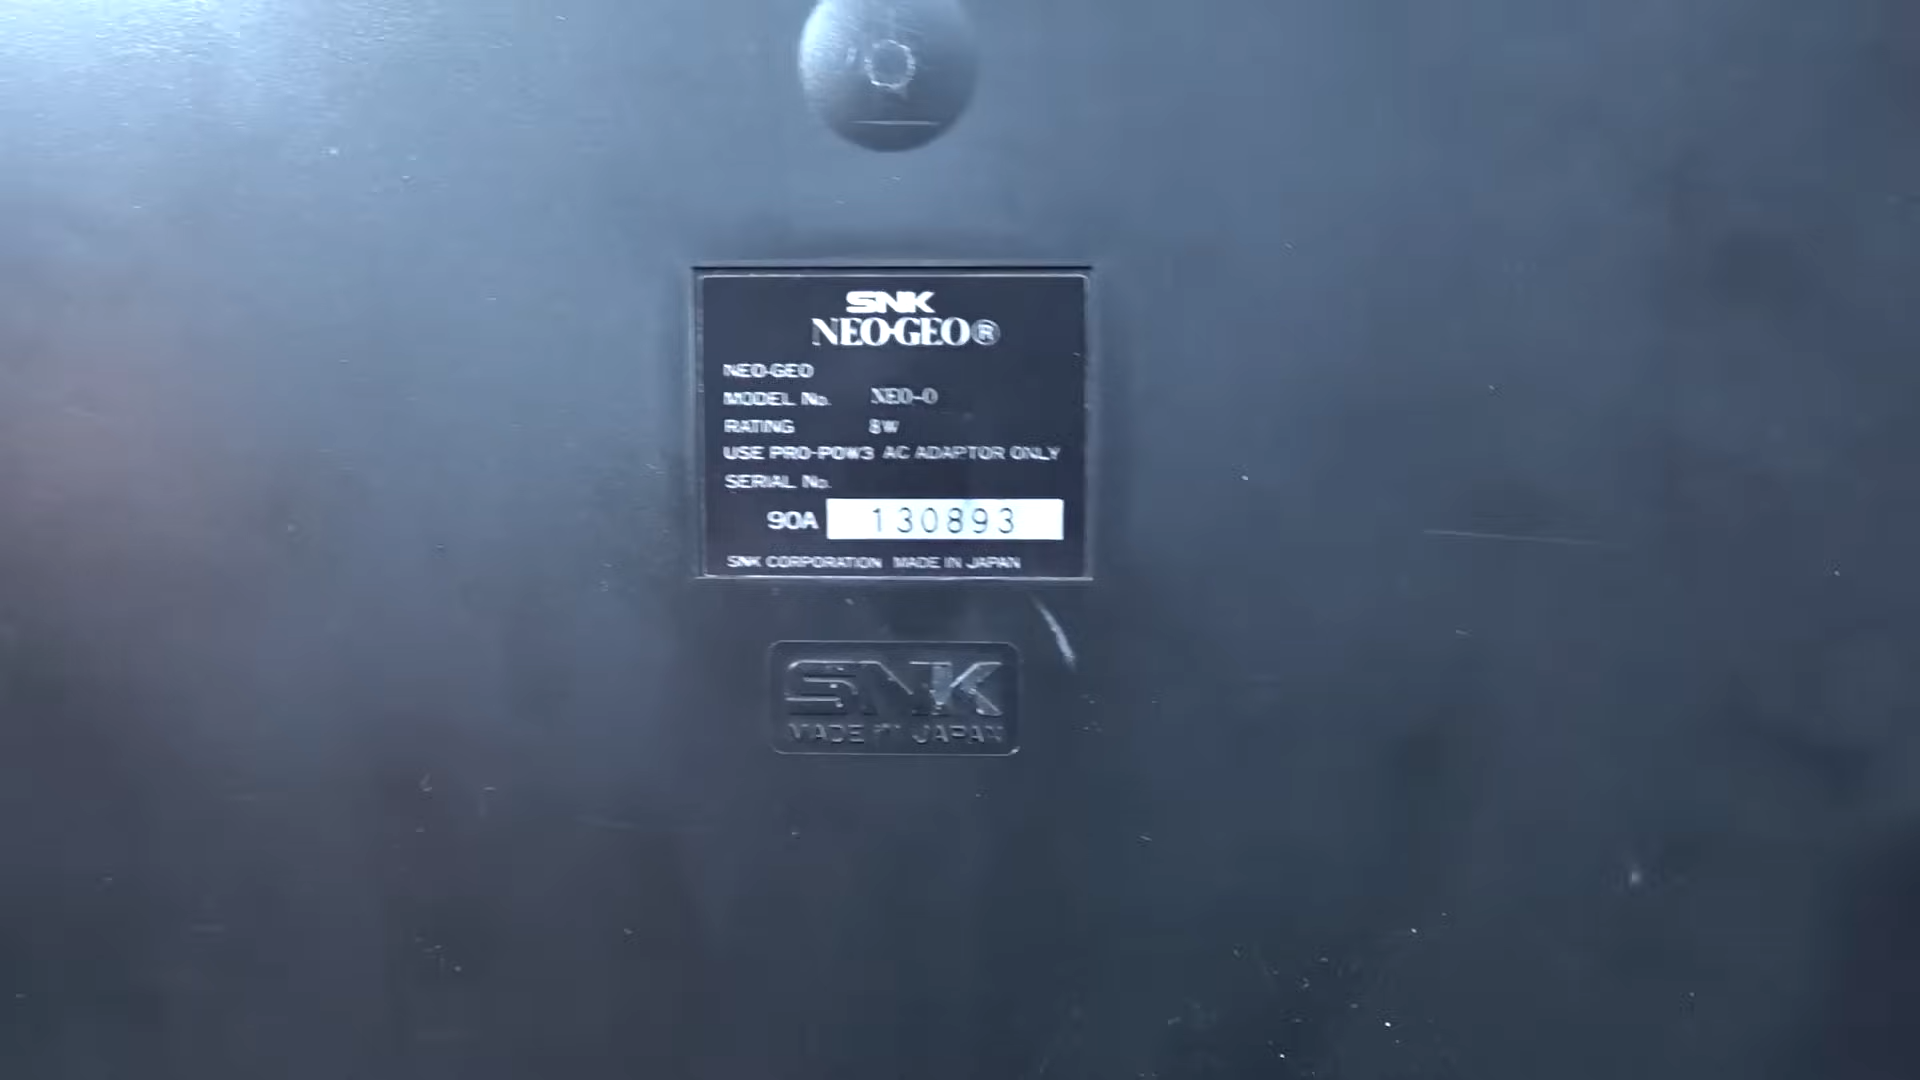 SNK
NEO·GEO®
NEO-GEO
MODEL No. NEO-0
RATING 8W
USE PRO-POW3 AC ADAPTOR ONLY
SERIAL No.
90A 130893
SNK CORPORATION MADE IN JAPAN
SNK
MADE IN JAPAN